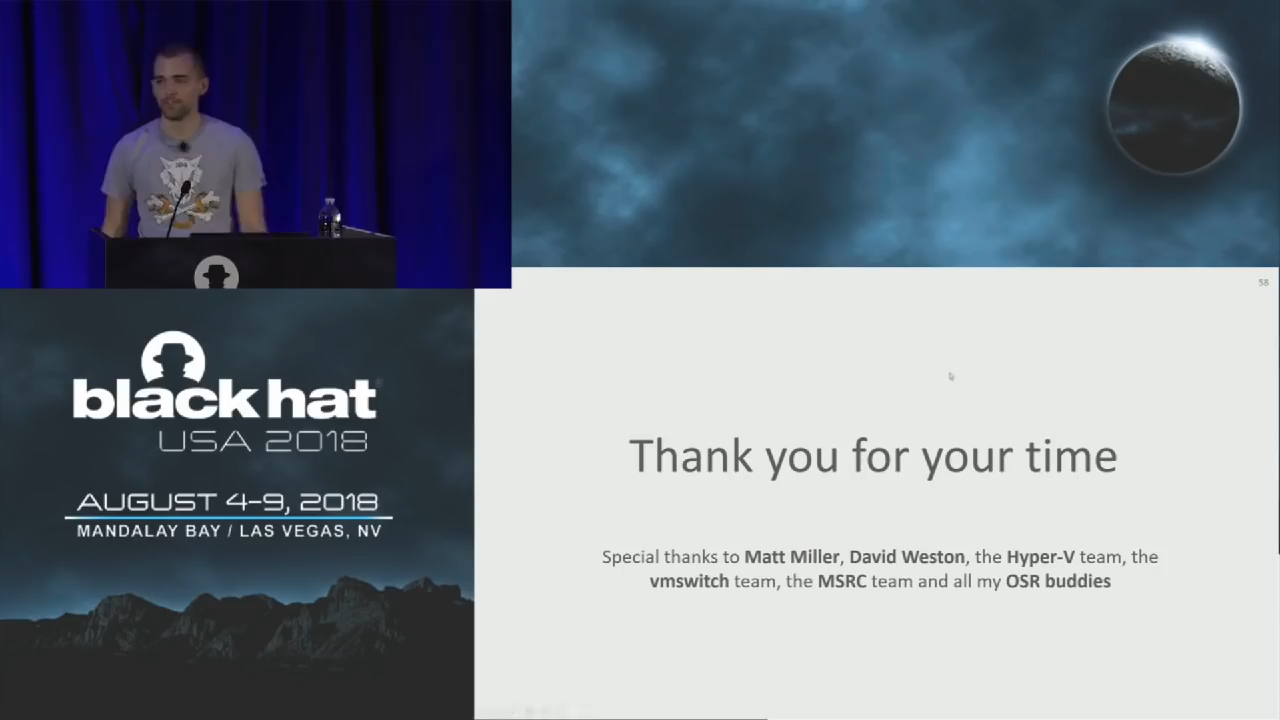 58
black hat
USA 2018
AUGUST 4-9, 2018
MANDALAY BAY / LAS VEGAS, NV
Thank you for your time
Special thanks to Matt Miller, David Weston, the Hyper-V team, the
vmswitch team, the MSRC team and all my OSR buddies